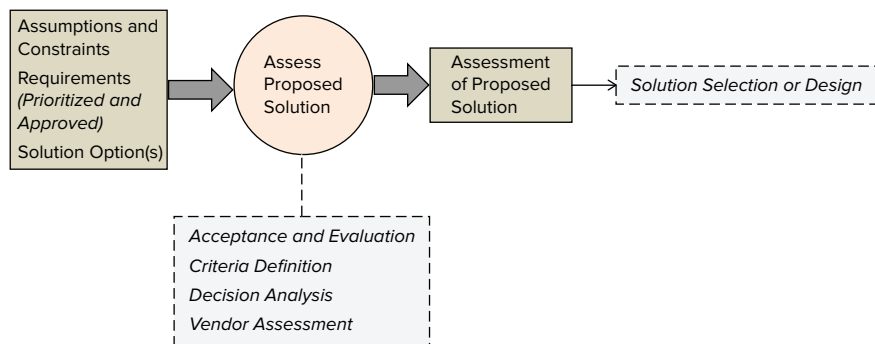 Assumptions and
Constraints
Requirements
(Prioritized and
Approved)
Solution Option(s)
Assess
Proposed
Solution
Assessment
of Proposed
Solution
Solution Selection or Design
Acceptance and Evaluation
Criteria Definition
Decision Analysis
Vendor Assessment